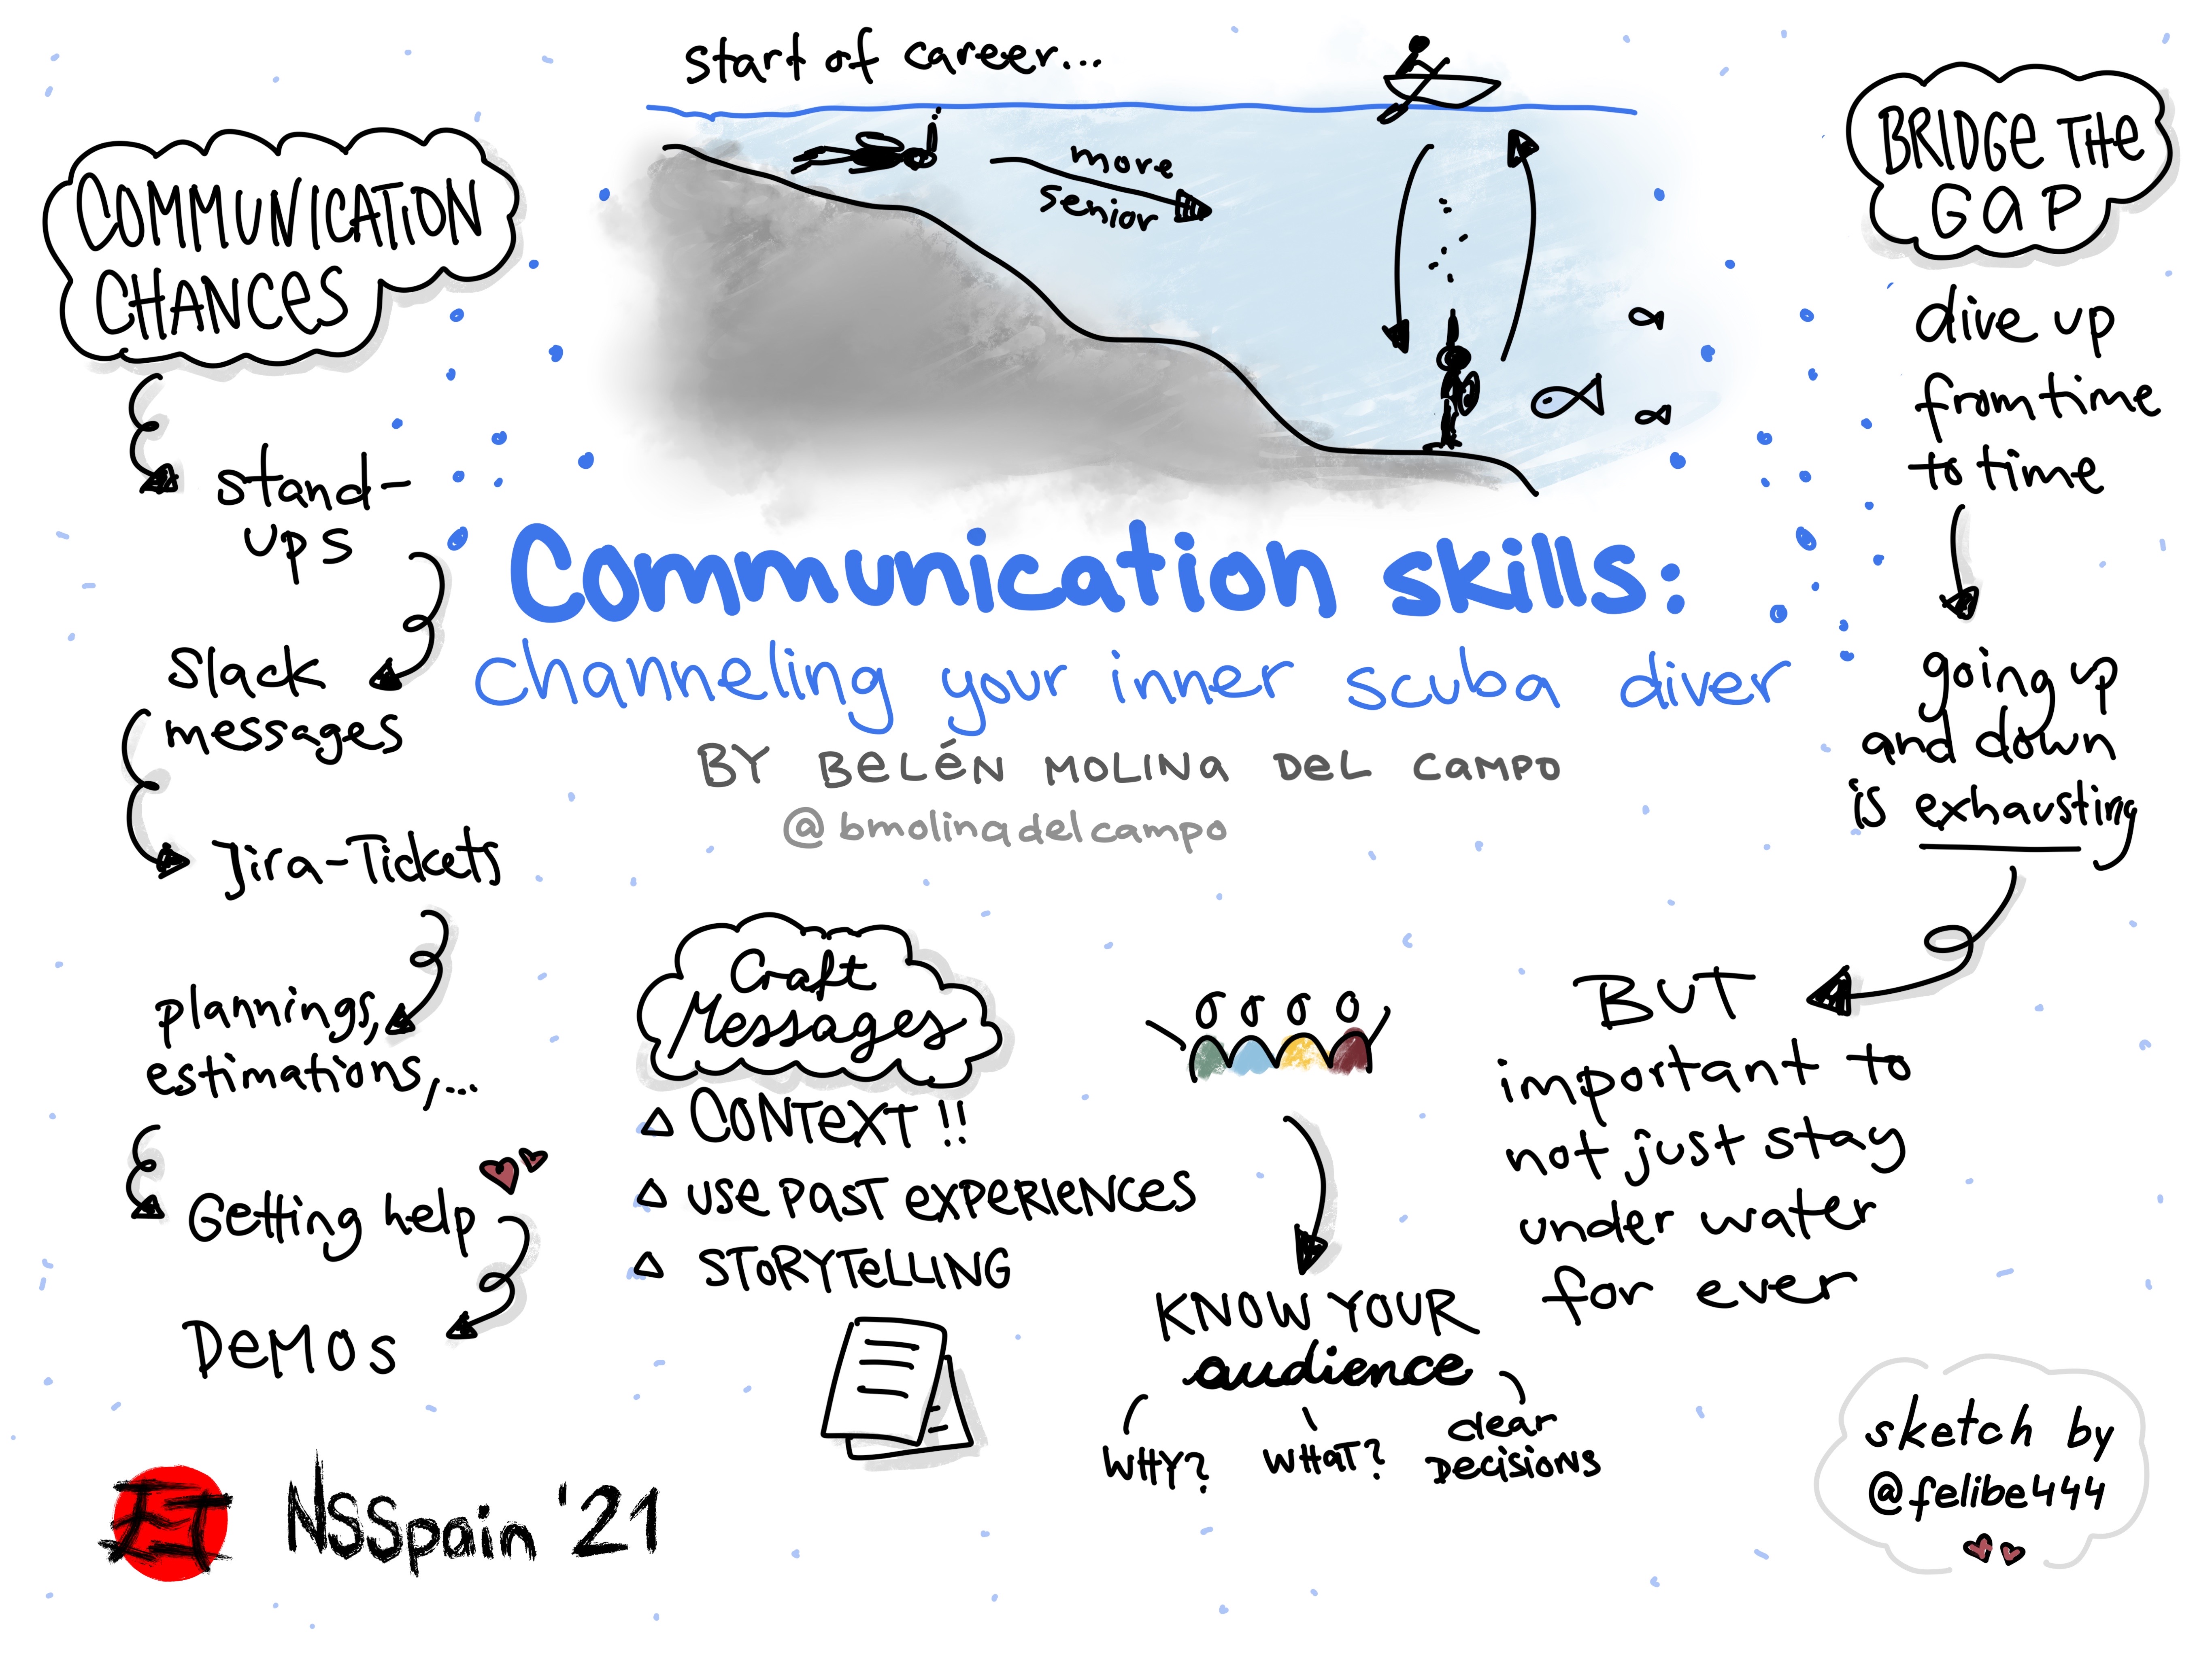 start of career...
more
senior
COMMUNICATION
CHANCES
stand-
ups
Slack
messages
Jira-Tickets
plannings,
estimations,...
Getting help
DEMOS
Communication skills:
channeling your inner scuba diver
BY BELÉN MOLINA DEL CAMPO
@bmolinadelcampo
Craft
Messages
CONTEXT !!
USE PAST EXPERIENCES
STORYTELLING
KNOW YOUR
audience
WHY?
WHAT?
clear
DECISIONS
BRIDGE THE
GAP
dive up
from time
to time
going up
and down
is exhausting
BUT
important to
not just stay
under water
for ever
NSSpain '21
sketch by
@felibe444